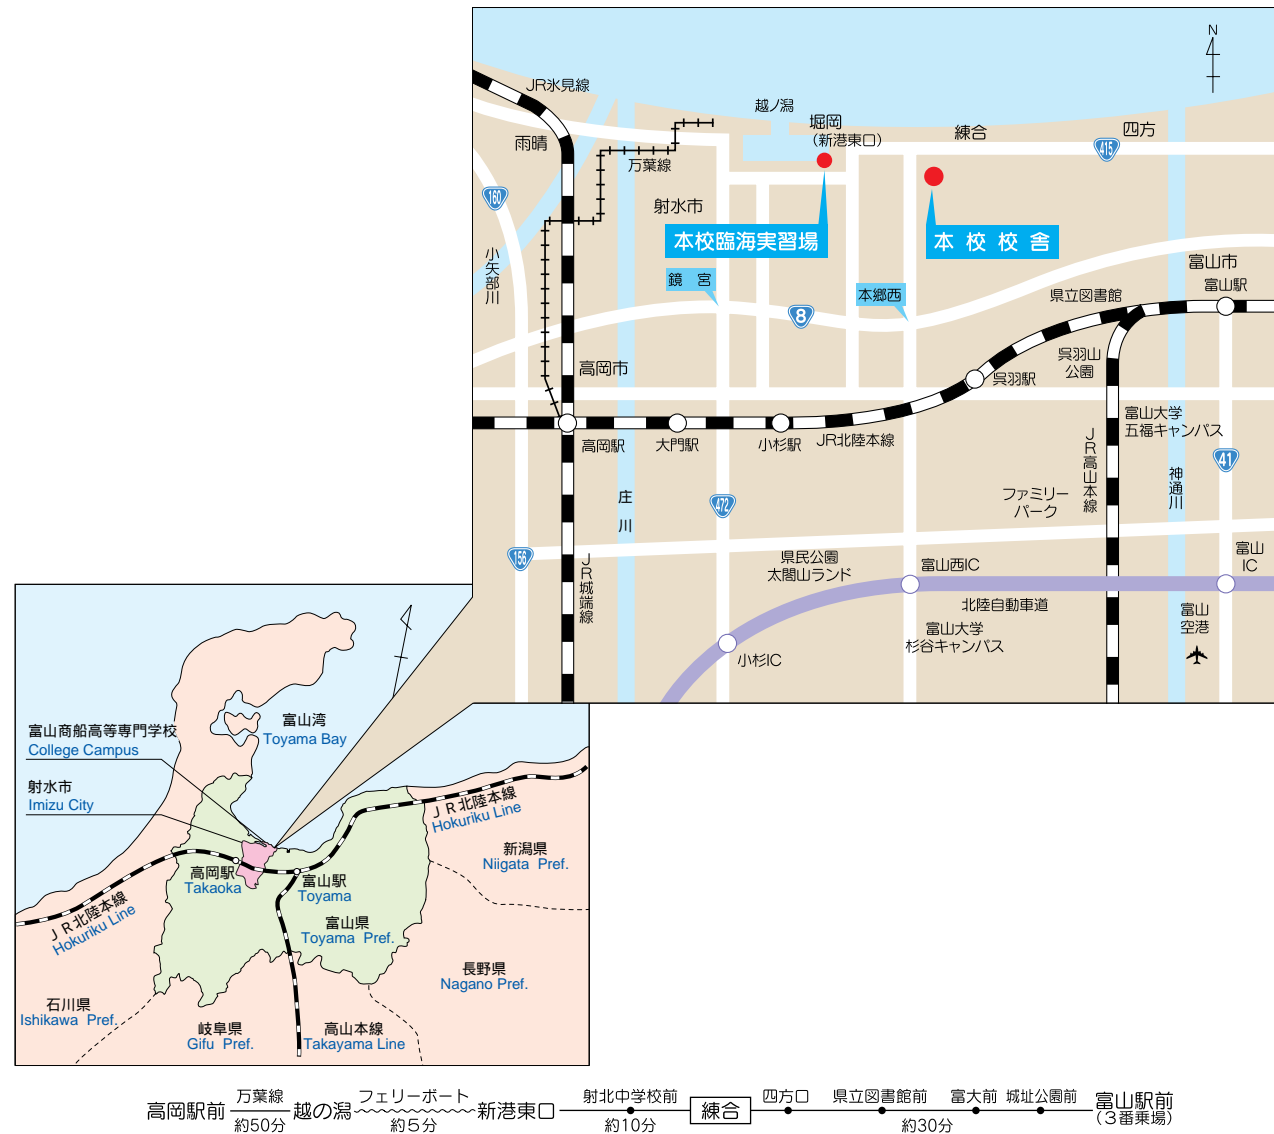 N
JR氷見線
越ノ潟
堀岡
(新港東口)
練合
四方
415
雨晴
万葉線
160
射水市
本校臨海実習場
本校校舎
小矢部川
鏡宮
本郷西
8
県立図書館
富山市
富山駅
呉羽山
公園
呉羽駅
高岡市
高岡駅
大門駅
小杉駅
JR北陸本線
富山大学
五福キャンパス
JR高山本線
神通川
41
ファミリー
パーク
庄川
472
156
JR城端線
県民公園
太閤山ランド
富山西IC
富山
IC
北陸自動車道
富山大学
杉谷キャンパス
富山
空港
小杉IC
富山湾
Toyama Bay
富山商船高等専門学校
College Campus
射水市
Imizu City
JR北陸本線
Hokuriku Line
新潟県
Niigata Pref.
高岡駅
Takaoka
富山駅
Toyama
JR北陸本線
Hokuriku Line
富山県
Toyama Pref.
長野県
Nagano Pref.
石川県
Ishikawa Pref.
岐阜県
Gifu Pref.
高山本線
Takayama Line
高岡駅前 万葉線 越の潟 フェリーボート 新港東口 射北中学校前 練合 四方口 県立図書館前 富大前 城址公園前 富山駅前
約50分 約5分 約10分 約30分 (3番乗場)